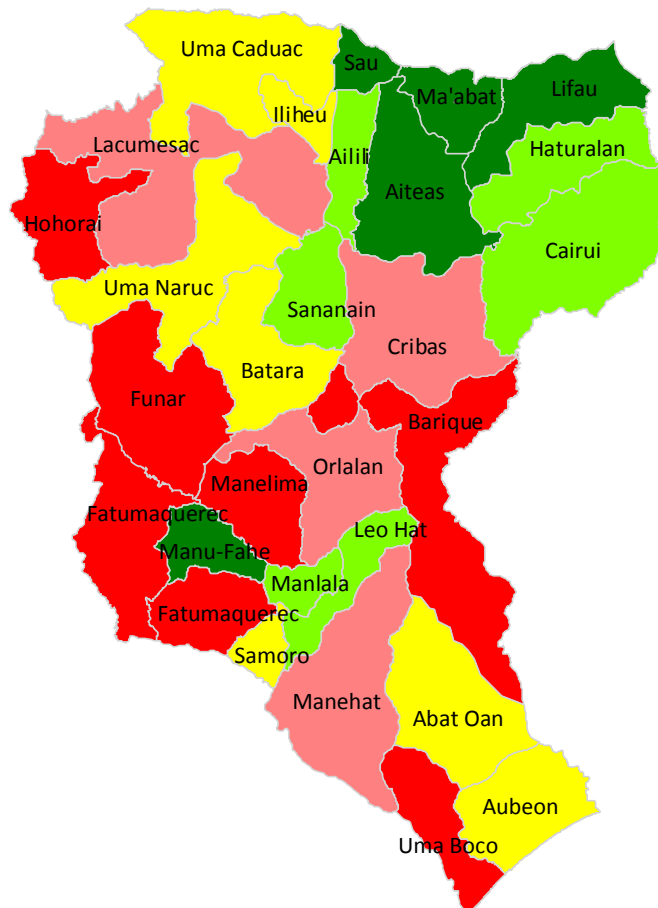 Uma Caduac
Sau
Ma'abat
Lifau
Iliheu
Lacumesac
Ailili
Haturalan
Aiteas
Hohorai
Cairui
Uma Naruc
Sananain
Cribas
Batara
Funar
Barique
Orlalan
Manelima
Fatumaquerec
Leo Hat
Manu-Fahe
Manlala
Fatumaquerec
Samoro
Manehat
Abat Oan
Aubeon
Uma Boco